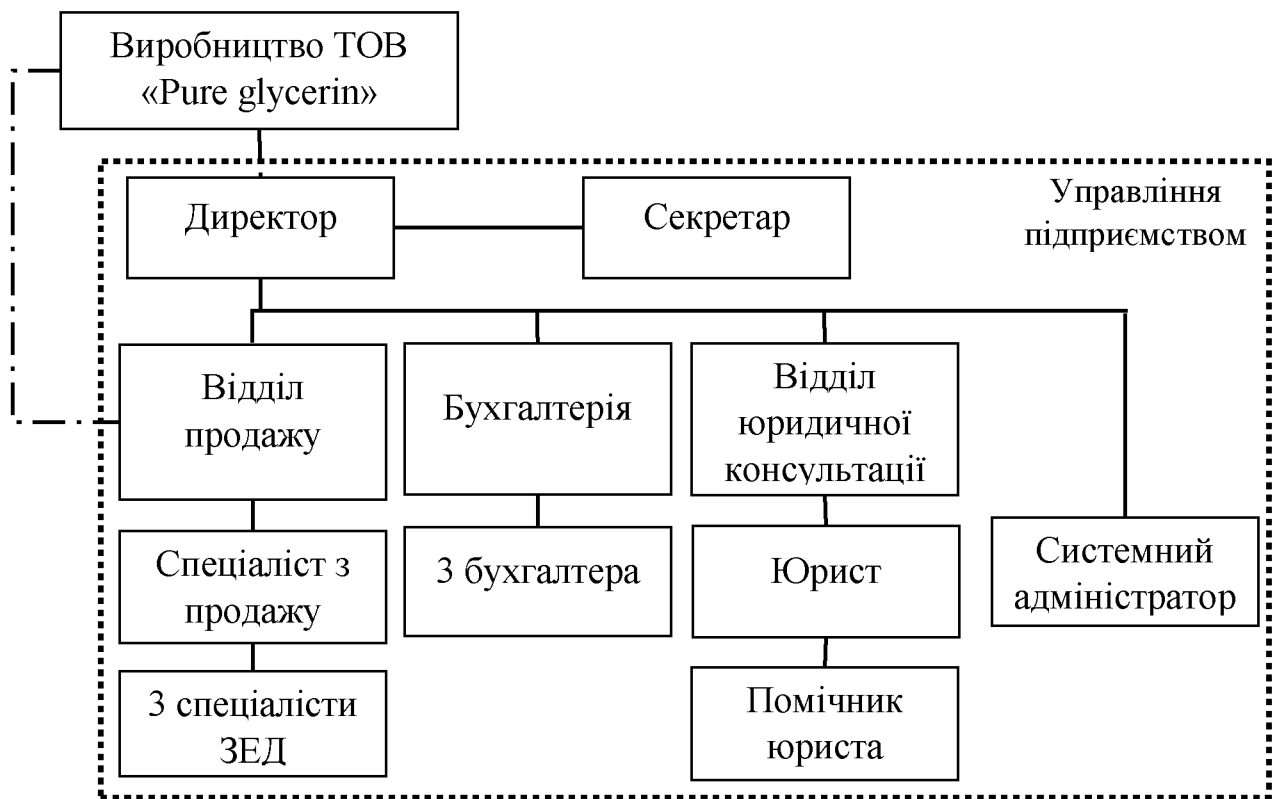 Виробництво ТОВ
«Pure glycerin»
Управління
підприємством
Директор
Секретар
Відділ
продажу
Бухгалтерія
Відділ
юридичної
консультації
Спеціаліст з
продажу
3 бухгалтера
Юрист
Системний
адміністратор
3 спеціалісти
ЗЕД
Помічник
юриста